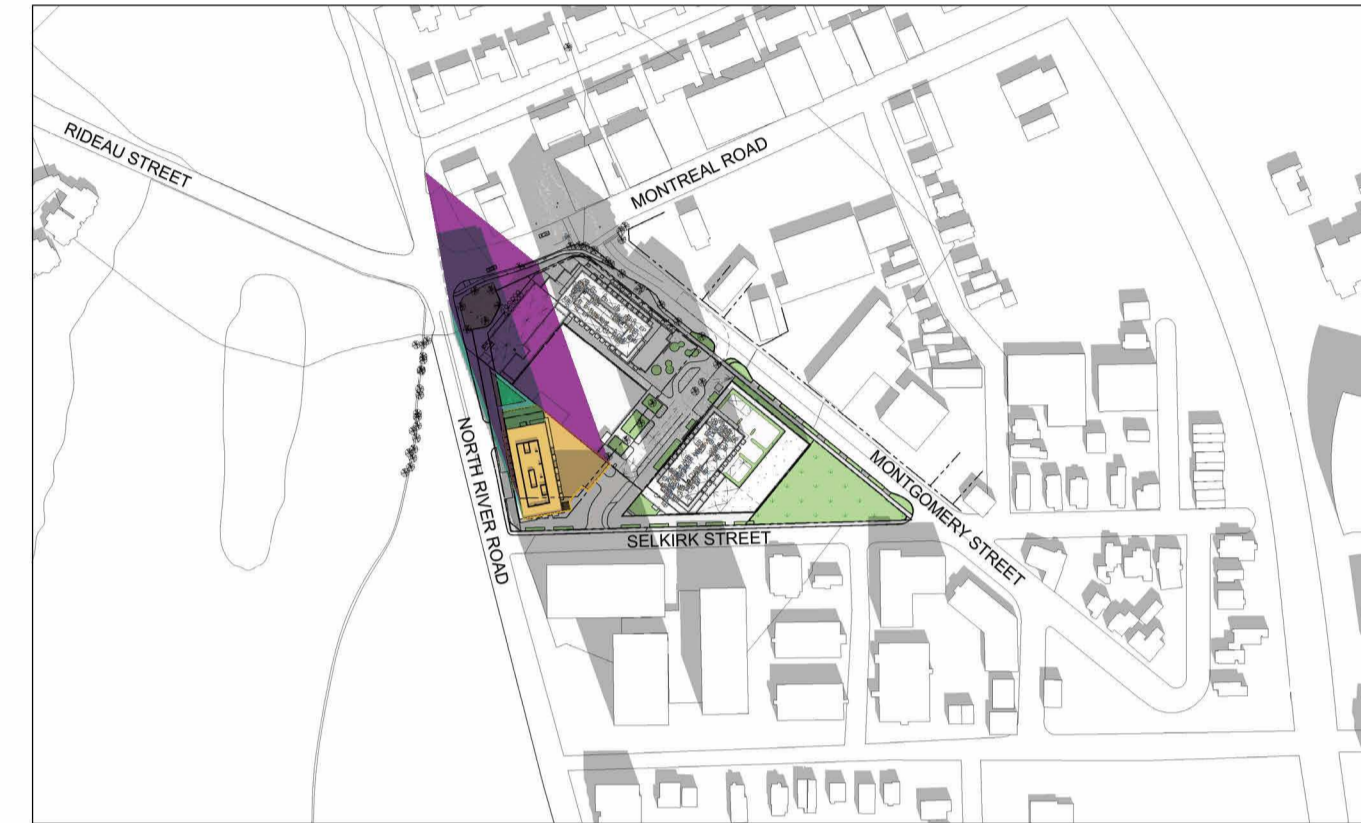 RIDEAU STREET
MONTREAL ROAD
NORTH RIVER ROAD
MONTGOMERY STREET
SELKIRK STREET